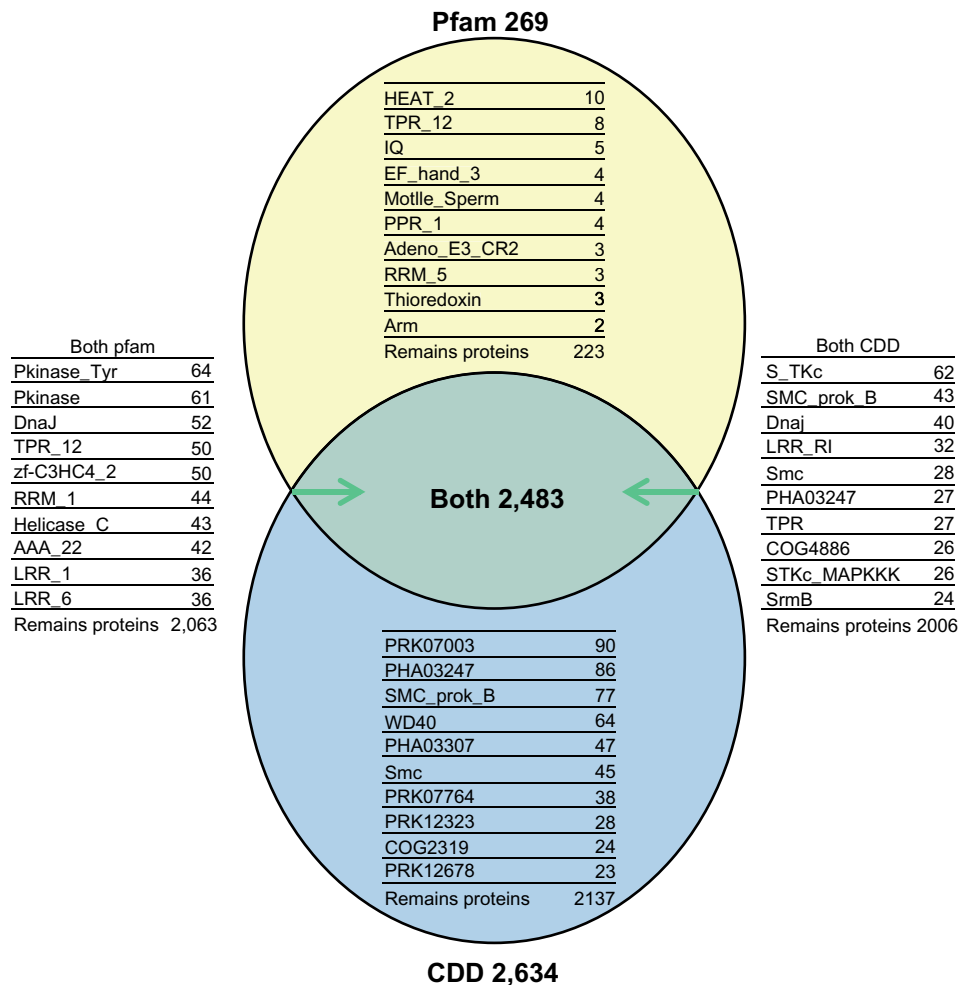 Pfam 269
HEAT_2 10
TPR_12 8
IQ 5
EF_hand_3 4
Motlle_Sperm 4
PPR_1 4
Adeno_E3_CR2 3
RRM_5 3
Thioredoxin 3
Arm 2
Remains proteins 223
Both pfam
Pkinase_Tyr 64
Pkinase 61
DnaJ 52
TPR_12 50
zf-C3HC4_2 50
RRM_1 44
Helicase_C 43
AAA_22 42
LRR_1 36
LRR_6 36
Remains proteins 2,063
Both 2,483
Both CDD
S_TKc 62
SMC_prok_B 43
Dnaj 40
LRR_RI 32
Smc 28
PHA03247 27
TPR 27
COG4886 26
STKc_MAPKKK 26
SrmB 24
Remains proteins 2006
PRK07003 90
PHA03247 86
SMC_prok_B 77
WD40 64
PHA03307 47
Smc 45
PRK07764 38
PRK12323 28
COG2319 24
PRK12678 23
Remains proteins 2137
CDD 2,634